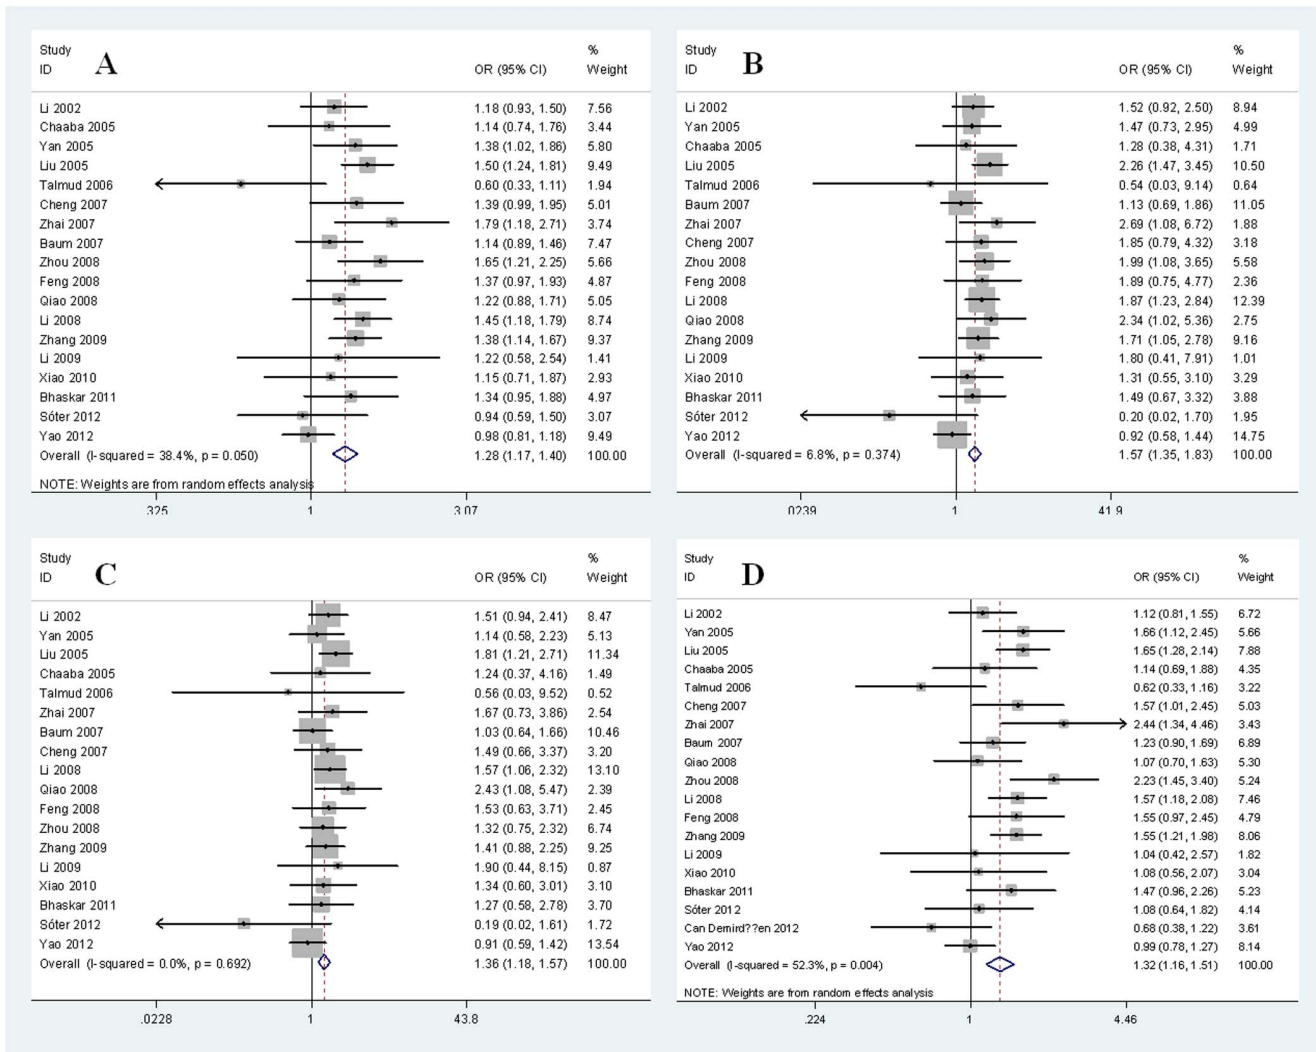 Study %
ID A OR (95% CI) Weight
Li 2002 1.18 (0.93, 1.50) 7.56
Chaaba 2005 1.14 (0.74, 1.76) 3.44
Yan 2005 1.38 (1.02, 1.86) 5.80
Liu 2005 1.50 (1.24, 1.81) 9.49
Talmud 2006 0.60 (0.33, 1.11) 1.94
Cheng 2007 1.39 (0.99, 1.95) 5.01
Zhai 2007 1.79 (1.18, 2.71) 3.74
Baum 2007 1.14 (0.89, 1.46) 7.47
Zhou 2008 1.65 (1.21, 2.25) 5.66
Feng 2008 1.37 (0.97, 1.93) 4.87
Qiao 2008 1.22 (0.88, 1.71) 5.05
Li 2008 1.45 (1.18, 1.79) 8.74
Zhang 2009 1.38 (1.14, 1.67) 9.37
Li 2009 1.22 (0.58, 2.54) 1.41
Xiao 2010 1.15 (0.71, 1.87) 2.93
Bhaskar 2011 1.34 (0.95, 1.88) 4.97
Sóter 2012 0.94 (0.59, 1.50) 3.07
Yao 2012 0.98 (0.81, 1.18) 9.49
Overall (I-squared = 38.4%, p = 0.050) 1.28 (1.17, 1.40) 100.00
NOTE: Weights are from random effects analysis
.325 1 3.07
Study %
ID B OR (95% CI) Weight
Li 2002 1.52 (0.92, 2.50) 8.94
Yan 2005 1.47 (0.73, 2.95) 4.99
Chaaba 2005 1.28 (0.38, 4.31) 1.71
Liu 2005 2.26 (1.47, 3.45) 10.50
Talmud 2006 0.54 (0.03, 9.14) 0.64
Baum 2007 1.13 (0.69, 1.86) 11.05
Zhai 2007 2.69 (1.08, 6.72) 1.88
Cheng 2007 1.85 (0.79, 4.32) 3.18
Zhou 2008 1.99 (1.08, 3.65) 5.58
Feng 2008 1.89 (0.75, 4.77) 2.36
Li 2008 1.87 (1.23, 2.84) 12.39
Qiao 2008 2.34 (1.02, 5.36) 2.75
Zhang 2009 1.71 (1.05, 2.78) 9.16
Li 2009 1.80 (0.41, 7.91) 1.01
Xiao 2010 1.31 (0.55, 3.10) 3.29
Bhaskar 2011 1.49 (0.67, 3.32) 3.88
Sóter 2012 0.20 (0.02, 1.70) 1.95
Yao 2012 0.92 (0.58, 1.44) 14.75
Overall (I-squared = 6.8%, p = 0.374) 1.57 (1.35, 1.83) 100.00
.0239 1 41.9
Study %
ID C OR (95% CI) Weight
Li 2002 1.51 (0.94, 2.41) 8.47
Yan 2005 1.14 (0.58, 2.23) 5.13
Liu 2005 1.81 (1.21, 2.71) 11.34
Chaaba 2005 1.24 (0.37, 4.16) 1.49
Talmud 2006 0.56 (0.03, 9.52) 0.52
Zhai 2007 1.67 (0.73, 3.86) 2.54
Baum 2007 1.03 (0.64, 1.66) 10.46
Cheng 2007 1.49 (0.66, 3.37) 3.20
Li 2008 1.57 (1.06, 2.32) 13.10
Qiao 2008 2.43 (1.08, 5.47) 2.39
Feng 2008 1.53 (0.63, 3.71) 2.45
Zhou 2008 1.32 (0.75, 2.32) 6.74
Zhang 2009 1.41 (0.88, 2.25) 9.25
Li 2009 1.90 (0.44, 8.15) 0.87
Xiao 2010 1.34 (0.60, 3.01) 3.10
Bhaskar 2011 1.27 (0.58, 2.78) 3.70
Sóter 2012 0.19 (0.02, 1.61) 1.72
Yao 2012 0.91 (0.59, 1.42) 13.54
Overall (I-squared = 0.0%, p = 0.692) 1.36 (1.18, 1.57) 100.00
.0228 1 43.8
Study %
ID D OR (95% CI) Weight
Li 2002 1.12 (0.81, 1.55) 6.72
Yan 2005 1.66 (1.12, 2.45) 5.66
Liu 2005 1.65 (1.28, 2.14) 7.88
Chaaba 2005 1.14 (0.69, 1.88) 4.35
Talmud 2006 0.62 (0.33, 1.16) 3.22
Cheng 2007 1.57 (1.01, 2.45) 5.03
Zhai 2007 2.44 (1.34, 4.46) 3.43
Baum 2007 1.23 (0.90, 1.69) 6.89
Qiao 2008 1.07 (0.70, 1.63) 5.30
Zhou 2008 2.23 (1.45, 3.40) 5.24
Li 2008 1.57 (1.18, 2.08) 7.46
Feng 2008 1.55 (0.97, 2.45) 4.79
Zhang 2009 1.55 (1.21, 1.98) 8.06
Li 2009 1.04 (0.42, 2.57) 1.82
Xiao 2010 1.08 (0.56, 2.07) 3.04
Bhaskar 2011 1.47 (0.96, 2.26) 5.23
Sóter 2012 1.08 (0.64, 1.82) 4.14
Can Demird??en 2012 0.68 (0.38, 1.22) 3.61
Yao 2012 0.99 (0.78, 1.27) 8.14
Overall (I-squared = 52.3%, p = 0.004) 1.32 (1.16, 1.51) 100.00
NOTE: Weights are from random effects analysis
.224 1 4.46